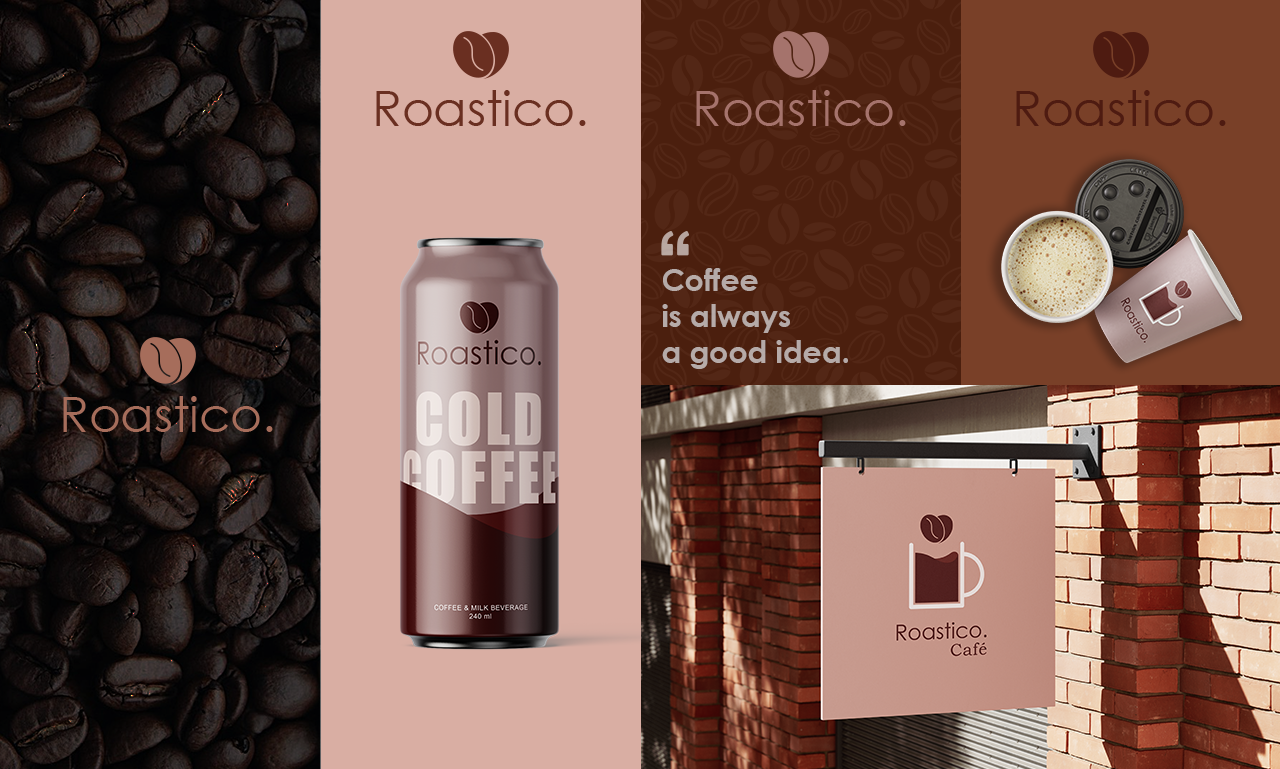 Roastico.
Roastico.
Roastico.
COLD
COFFEE
COFFEE & MILK BEVERAGE
240 ml
Roastico.
“
Coffee
is always
a good idea.
Roastico.
Roastico.
Roastico.
Café